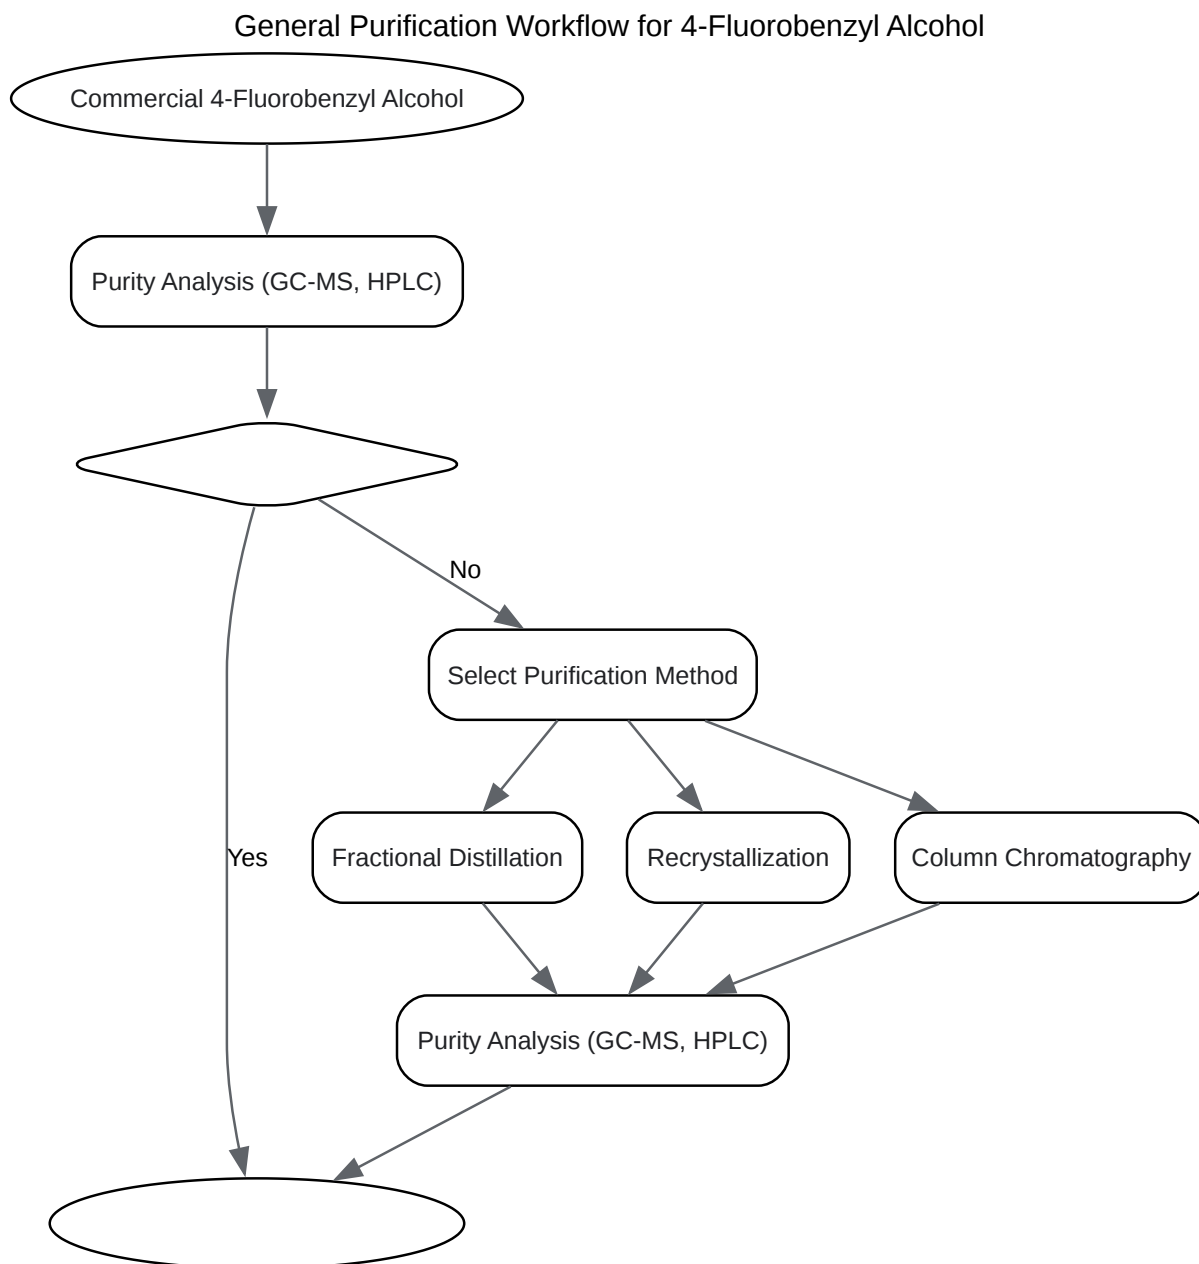 General Purification Workflow for 4-Fluorobenzyl Alcohol
Commercial 4-Fluorobenzyl Alcohol
Purity Analysis (GC-MS, HPLC)
No
Select Purification Method
Yes
Fractional Distillation
Recrystallization
Column Chromatography
Purity Analysis (GC-MS, HPLC)